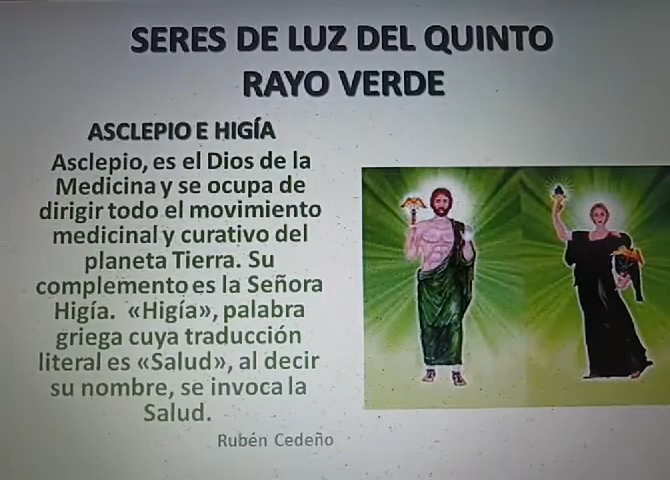 SERES DE LUZ DEL QUINTO
RAYO VERDE
ASCLEPIO E HIGÍA
Asclepio, es el Dios de la
Medicina y se ocupa de
dirigir todo el movimiento
medicinal y curativo del
planeta Tierra. Su
complemento es la Señora
Higía. «Higía», palabra
griega cuya traducción
literal es «Salud», al decir
su nombre, se invoca la
Salud.
Rubén Cedeño